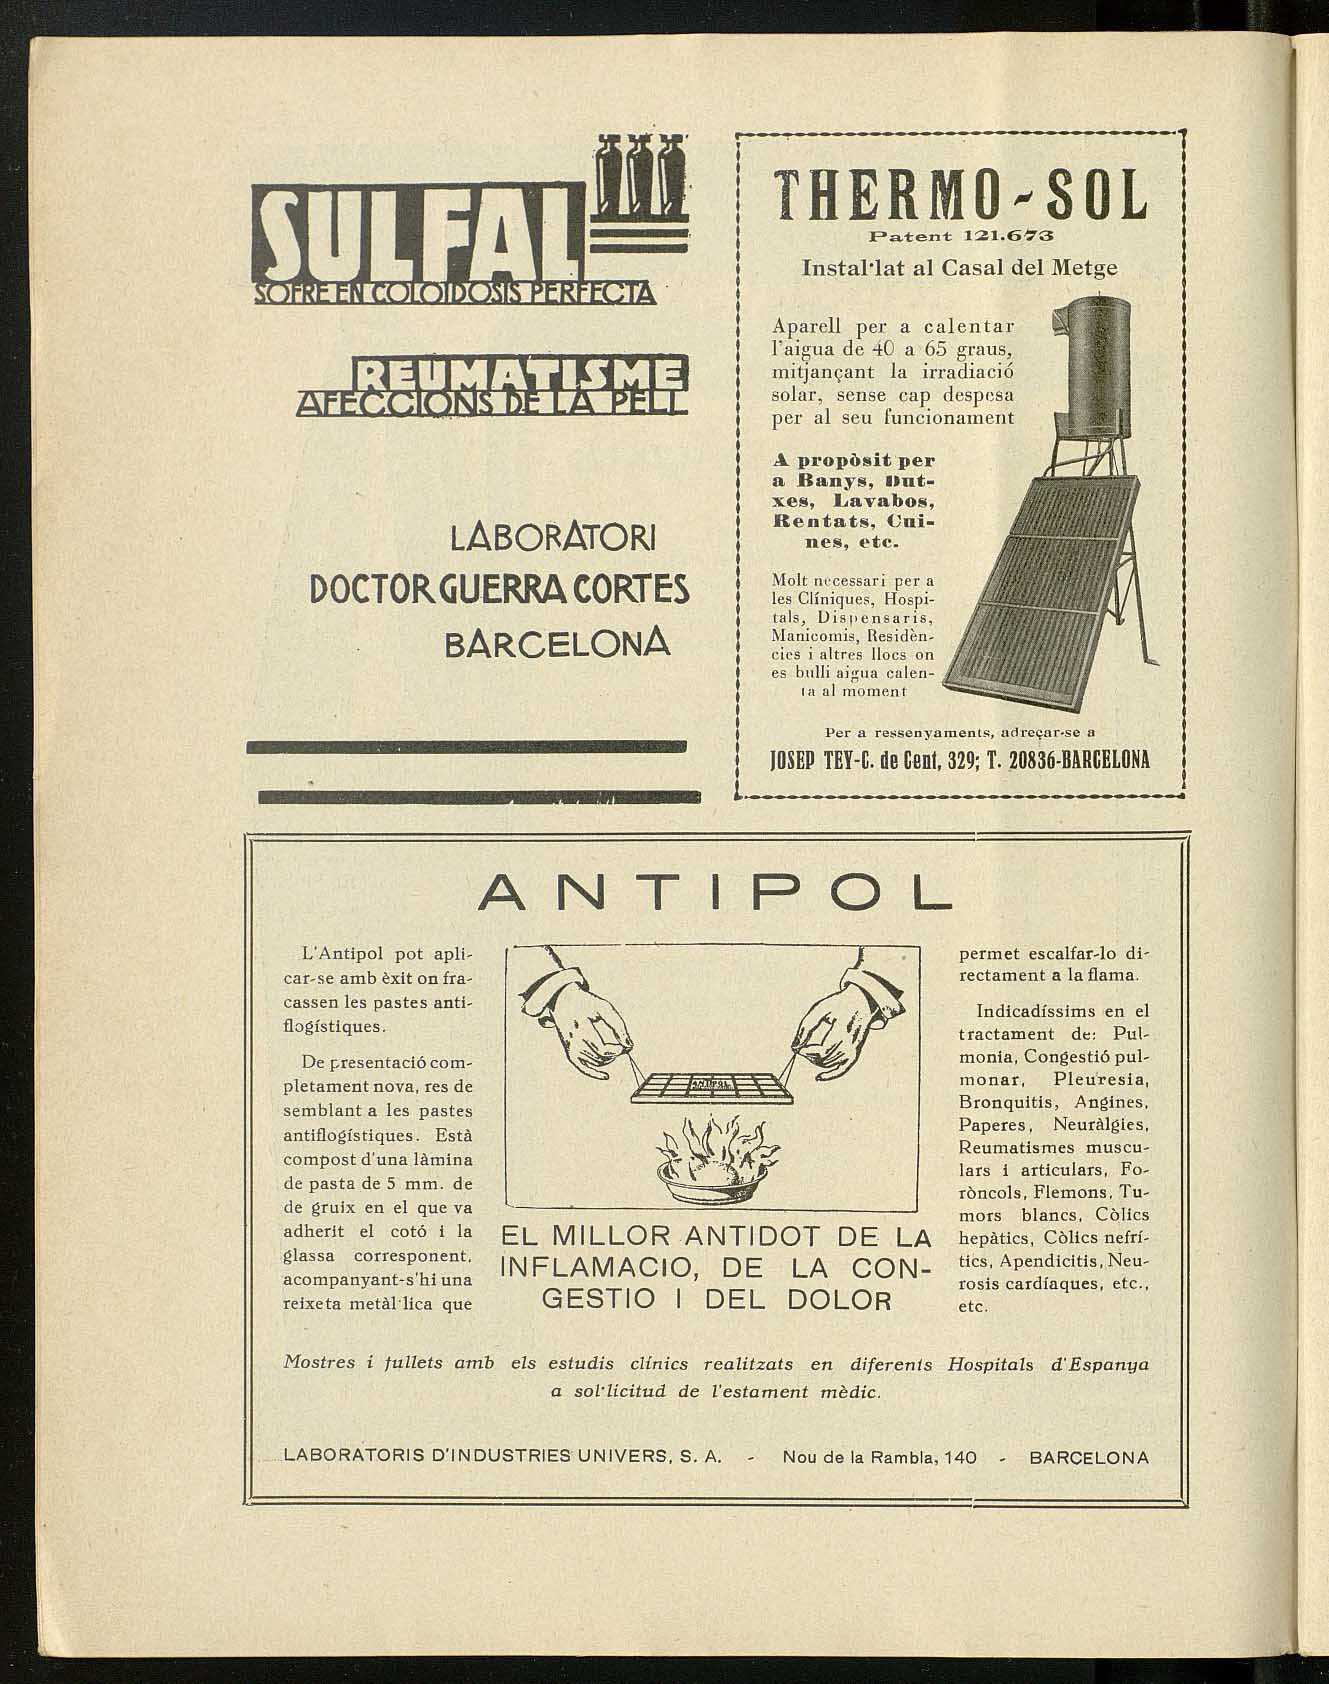 SULFAL
SOFRE EN COLOIDOSIS PERFECTA
REUMATISME
AFECCIONS DE LA PELL
LABORATORI
DOCTOR GUERRA CORTES
BARCELONA
THERMO-SOL
Patent 121.673
Instal·lat al Casal del Metge
Aparell per a calentar
l'aigua de 40 a 65 graus,
mitjançant la irradiació
solar, sense cap despesa
per al seu funcionament
A propòsit per
a Banys, Dut-
xes, Lavabos,
Rentats, Cui-
nes, etc.
Molt necessari per a
les Clíniques, Hospi-
tals, Dispensaris,
Manicomis, Residèn-
cies i altres llocs on
es bulli aigua calen-
ta al moment
Per a ressenyaments, adreçar-se a
JOSEP TEY-C. de Cent, 329; T. 20836-BARCELONA
ANTIPOL
L'Antipol pot apli-
car-se amb èxit on fra-
cassen les pastes anti-
flogístiques.
De presentació com-
pletament nova, res de
semblant a les pastes
antiflogístiques. Està
compost d'una làmina
de pasta de 5 mm. de
de gruix en el que va
adherit el cotó i la
glassa corresponent,
acompanyant-s'hi una
reixeta metàl·lica que
ANTIPOL
EL MILLOR ANTIDOT DE LA
INFLAMACIO, DE LA CON-
GESTIO I DEL DOLOR
permet escalfar-lo di-
rectament a la flama.
Indicadíssims en el
tractament de: Pul-
monia, Congestió pul-
monar, Pleuresia,
Bronquitis, Angines,
Paperes, Neuràlgies,
Reumatismes muscu-
lars i articulars, Fo-
ròncols, Flemons, Tu-
mors blancs, Còlics
hepàtics, Còlics nefrí-
tics, Apendicitis, Neu-
rosis cardíaques, etc.,
etc.
Mostres i fullets amb els estudis clínics realitzats en diferents Hospitals d'Espanya
a sol·licitud de l'estament mèdic.
LABORATORIS D'INDUSTRIES UNIVERS, S. A. - Nou de la Rambla, 140 - BARCELONA